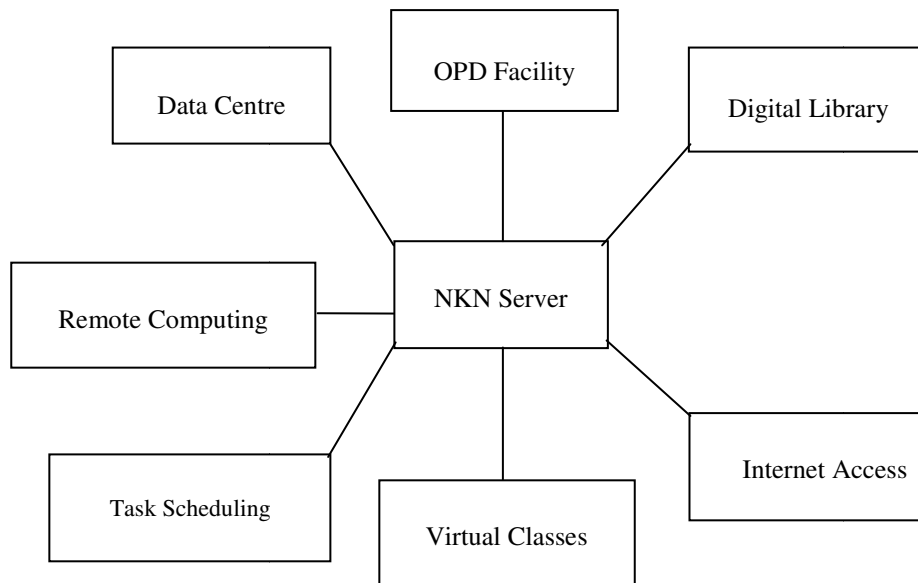 OPD Facility
Data Centre
Digital Library
NKN Server
Remote Computing
Internet Access
Task Scheduling
Virtual Classes